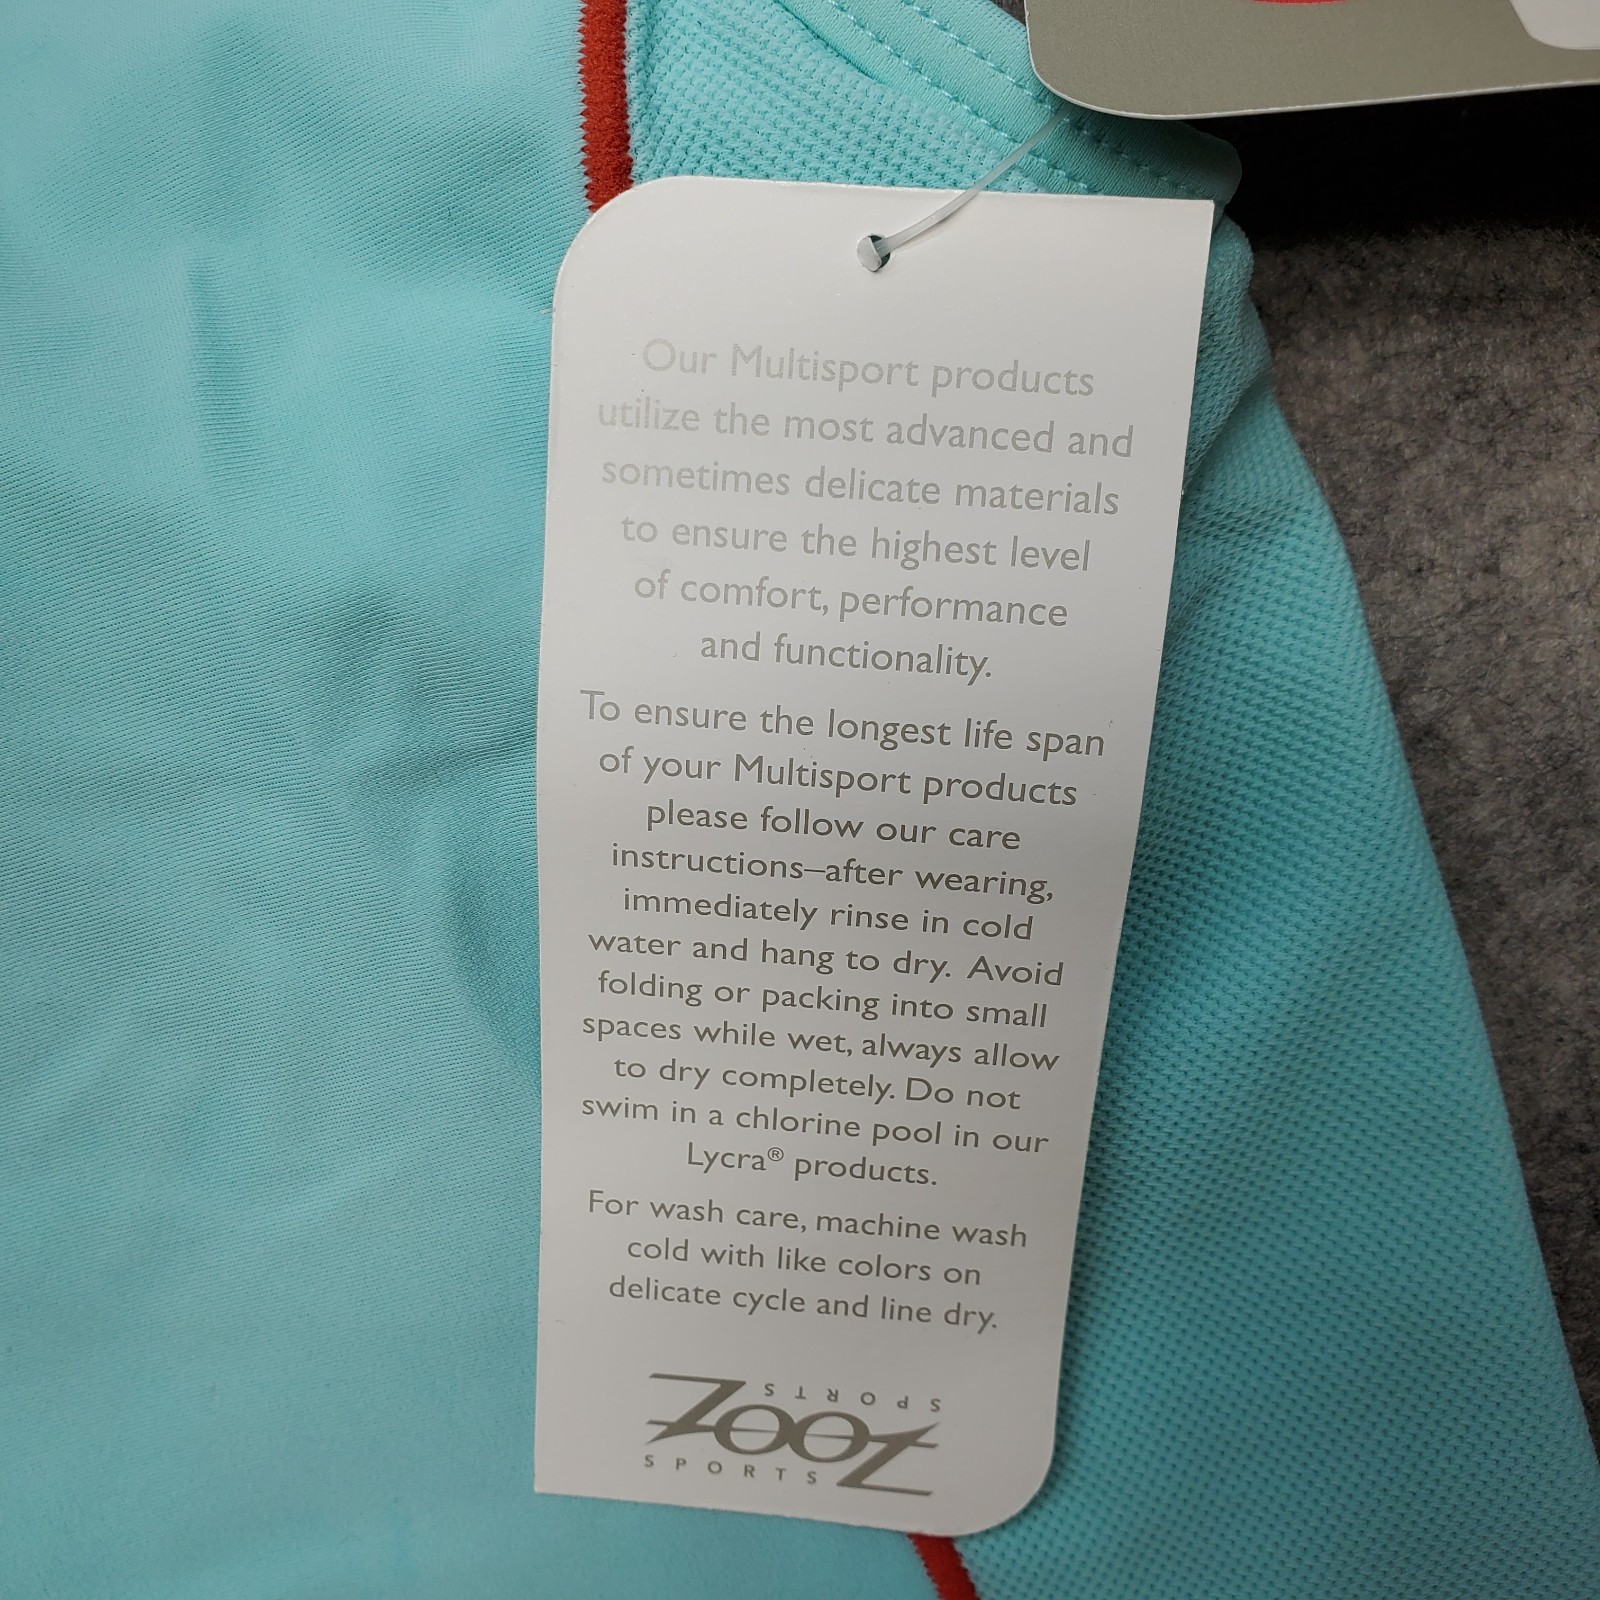 Our Multisport products
utilize the most advanced and
sometimes delicate materials
to ensure the highest level
of comfort, performance
and functionality.
To ensure the longest life span
of your Multisport products
please follow our care
instructions–after wearing,
immediately rinse in cold
water and hang to dry. Avoid
folding or packing into small
spaces while wet, always allow
to dry completely. Do not
swim in a chlorine pool in our
Lycra® products.
For wash care, machine wash
cold with like colors on
delicate cycle and line dry.
SPORTS
ZOOT
SPORTS